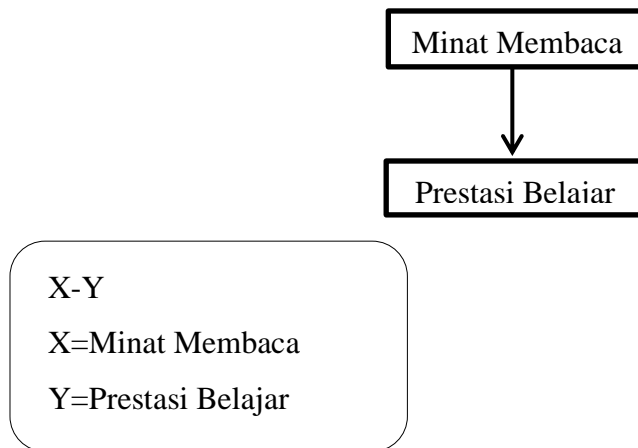 Minat Membaca
Prestasi Belajar
X-Y
X=Minat Membaca
Y=Prestasi Belajar